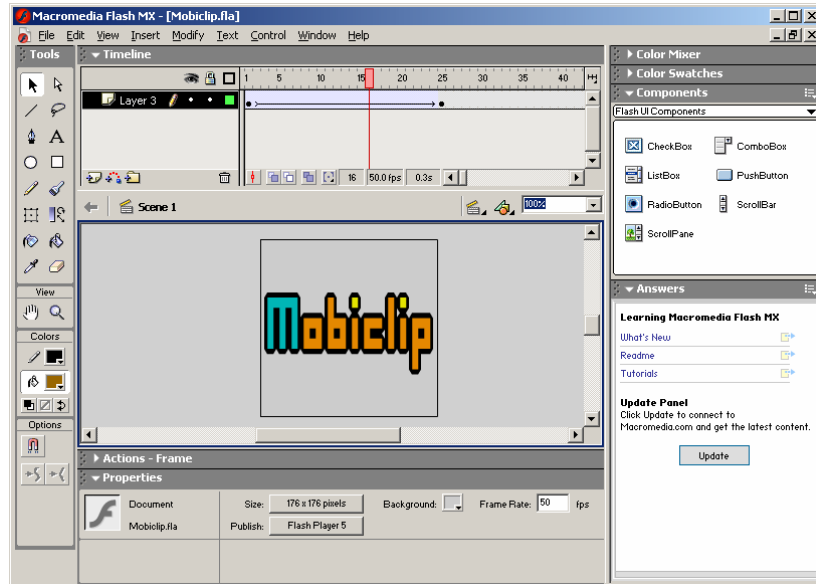 Macromedia Flash MX - [Mobiclip.fla]
File Edit View Insert Modify Text Control Window Help
Tools
Timeline
1 5 10 15 20 25 30 35 40
Layer 3
16 50.0 fps 0.3s
Scene 1
100%
Mobiclip
View
Colors
Options
Actions - Frame
Properties
Document
Mobiclip.fla
Size: 176 x 176 pixels
Background:
Frame Rate: 50 fps
Publish: Flash Player 5
Color Mixer
Color Swatches
Components
Flash UI Components
CheckBox ComboBox
ListBox PushButton
RadioButton ScrollBar
ScrollPane
Answers
Learning Macromedia Flash MX
What's New
Readme
Tutorials
Update Panel
Click Update to connect to
Macromedia.com and get the latest content.
Update